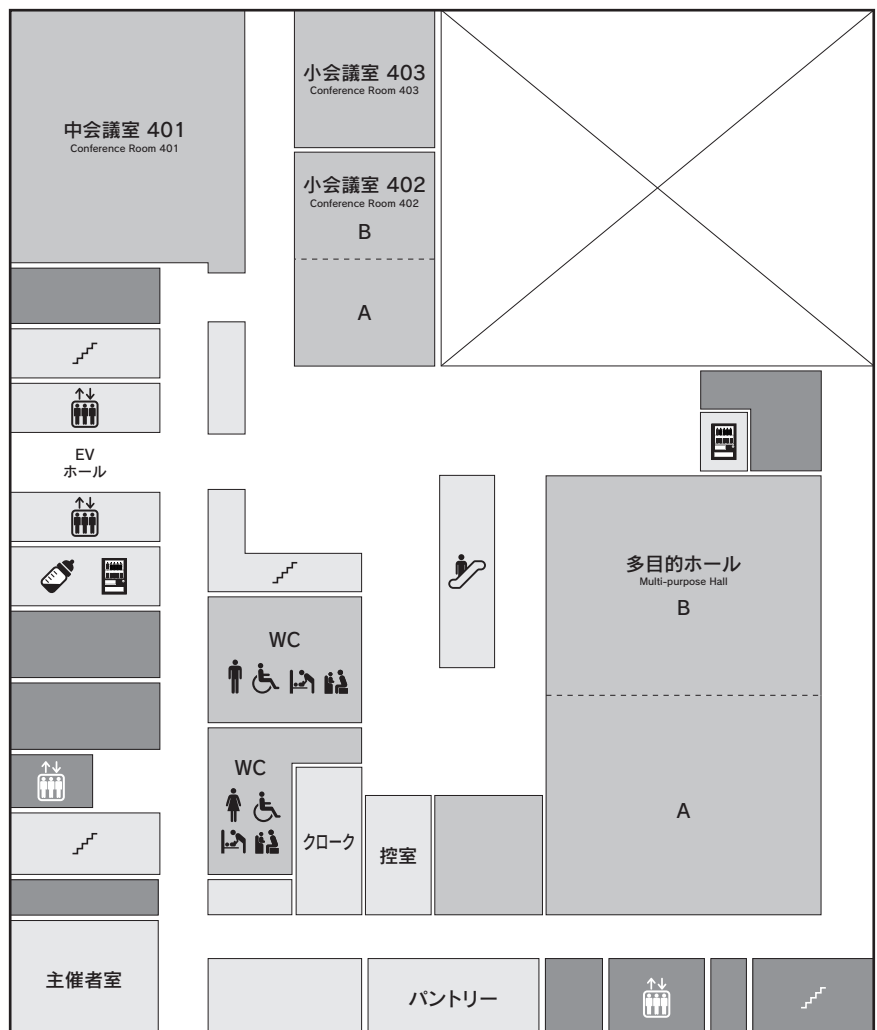 中会議室 401
Conference Room 401
小会議室 403
Conference Room 403
小会議室 402
Conference Room 402
B
A
EV
ホール
多目的ホール
Multi-purpose Hall
B
A
WC
WC
クローク
控室
主催者室
パントリー